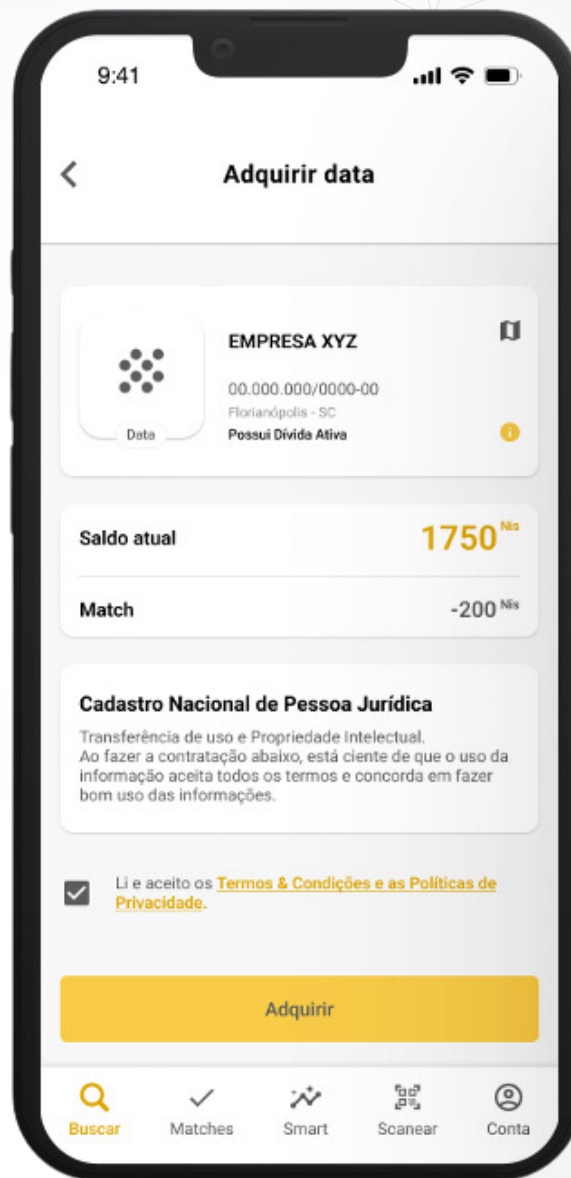 9:41
Adquirir data
EMPRESA XYZ
00.000.000/0000-00
Florianópolis - SC
Data
Possui Dívida Ativa
Saldo atual
1750 Nis
Match
-200 Nis
Cadastro Nacional de Pessoa Jurídica
Transferência de uso e Propriedade Intelectual.
Ao fazer a contratação abaixo, está ciente de que o uso da
informação aceita todos os termos e concorda em fazer
bom uso das informações.
Li e aceito os Termos & Condições e as Políticas de
Privacidade.
Adquirir
Buscar Matches Smart Scanear Conta